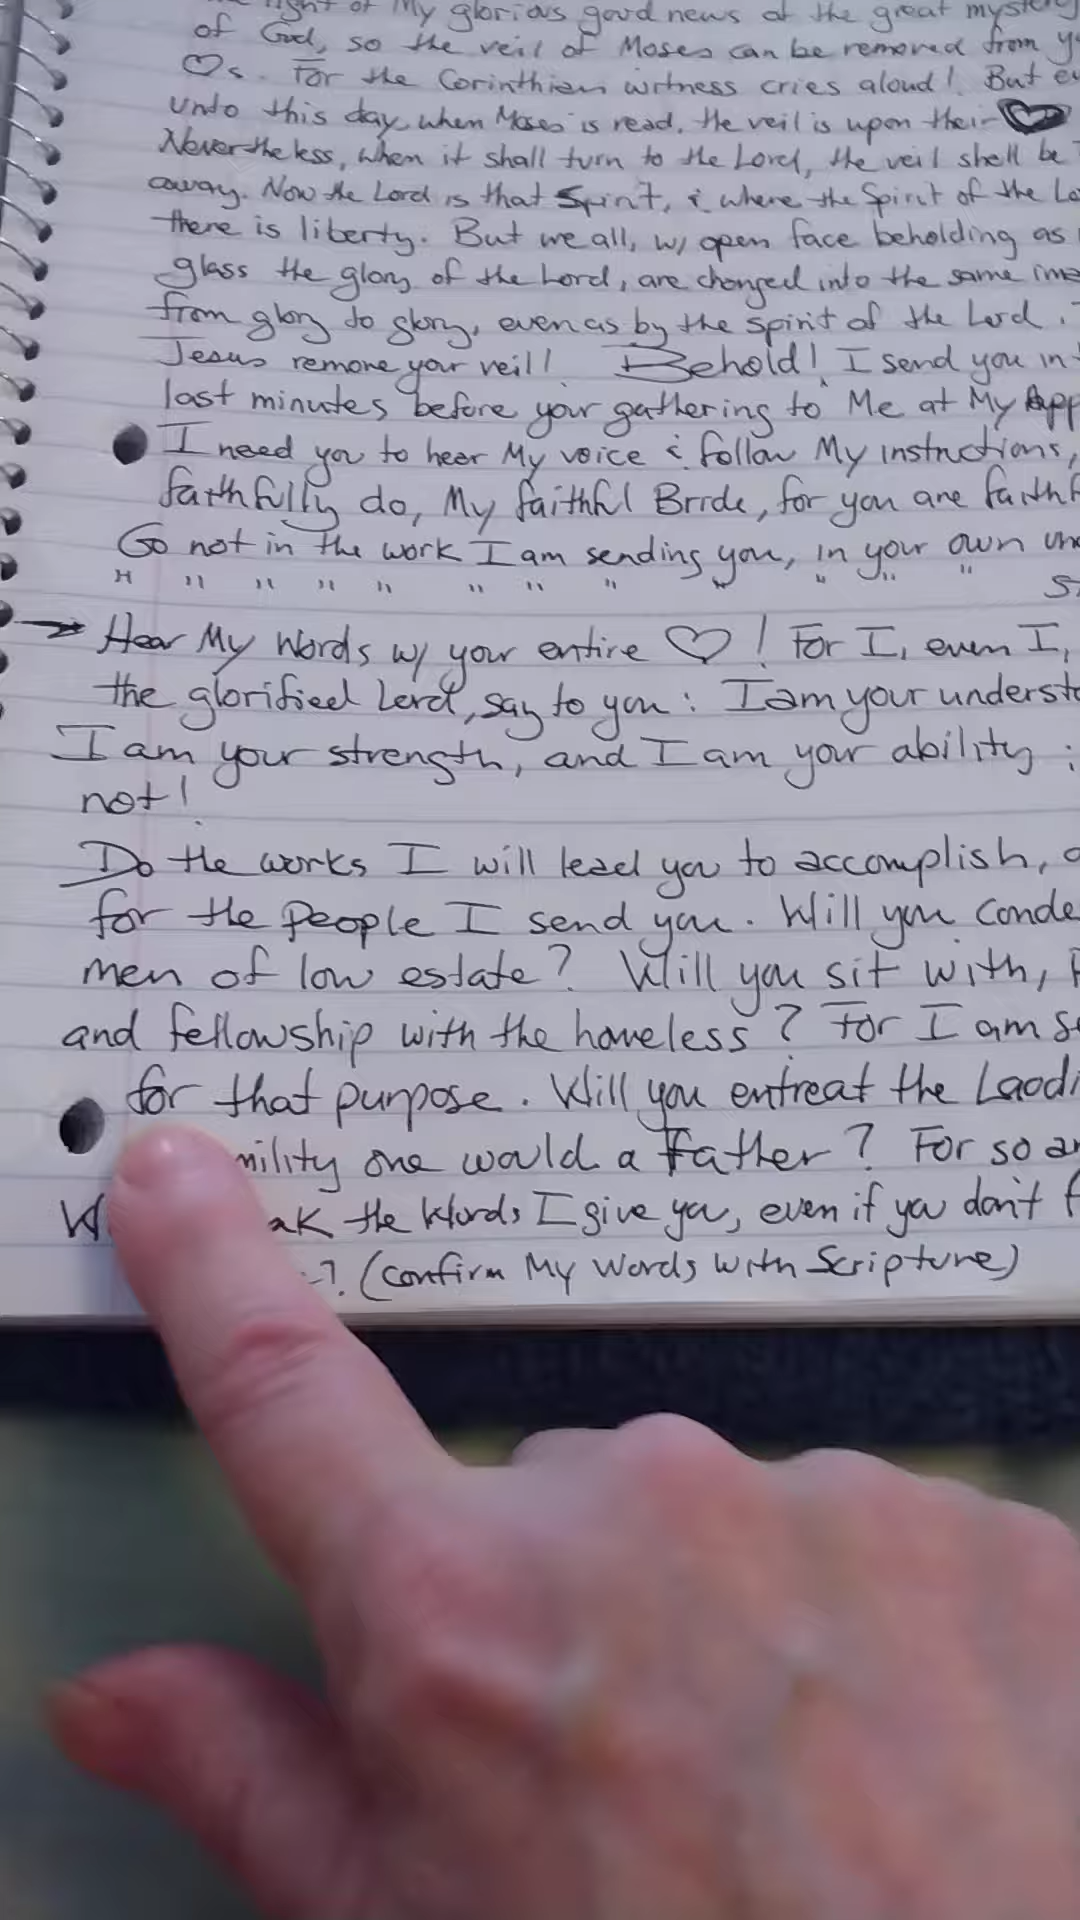 light of My glorious good news of the great mystery
of God, so the veil of Moses can be removed from
♡s. For the Corinthian witness cries aloud! But
unto this day, when Moses is read, the veil is upon their ♡
Nevertheless, when it shall turn to the Lord, the veil shall be
away. Now the Lord is that Spirit, & where the Spirit of the
there is liberty. But we all, w/ open face beholding as
glass the glory of the Lord, are changed into the same
from glory to glory, even as by the spirit of the Lord.
Jesus remove your veil! Behold! I send you in
last minutes before your gathering to Me at My
I need you to hear My voice & follow My instructions,
faithfully do, My faithful Bride, for you are
Go not in the work I am sending you, in your own
" " " " " " " " " " " "
→ Hear My Words w/ your entire ♡! For I, even I,
the glorified Lord, say to you: I am your
I am your strength, and I am your ability;
not!
Do the works I will lead you to accomplish,
for the people I send you. Will you
men of low estate? Will you sit with,
and fellowship with the homeless? For I am
for that purpose. Will you entreat the
one would a Father? For so
the Words I give you, even if you don't
? (Confirm My Words with Scripture)